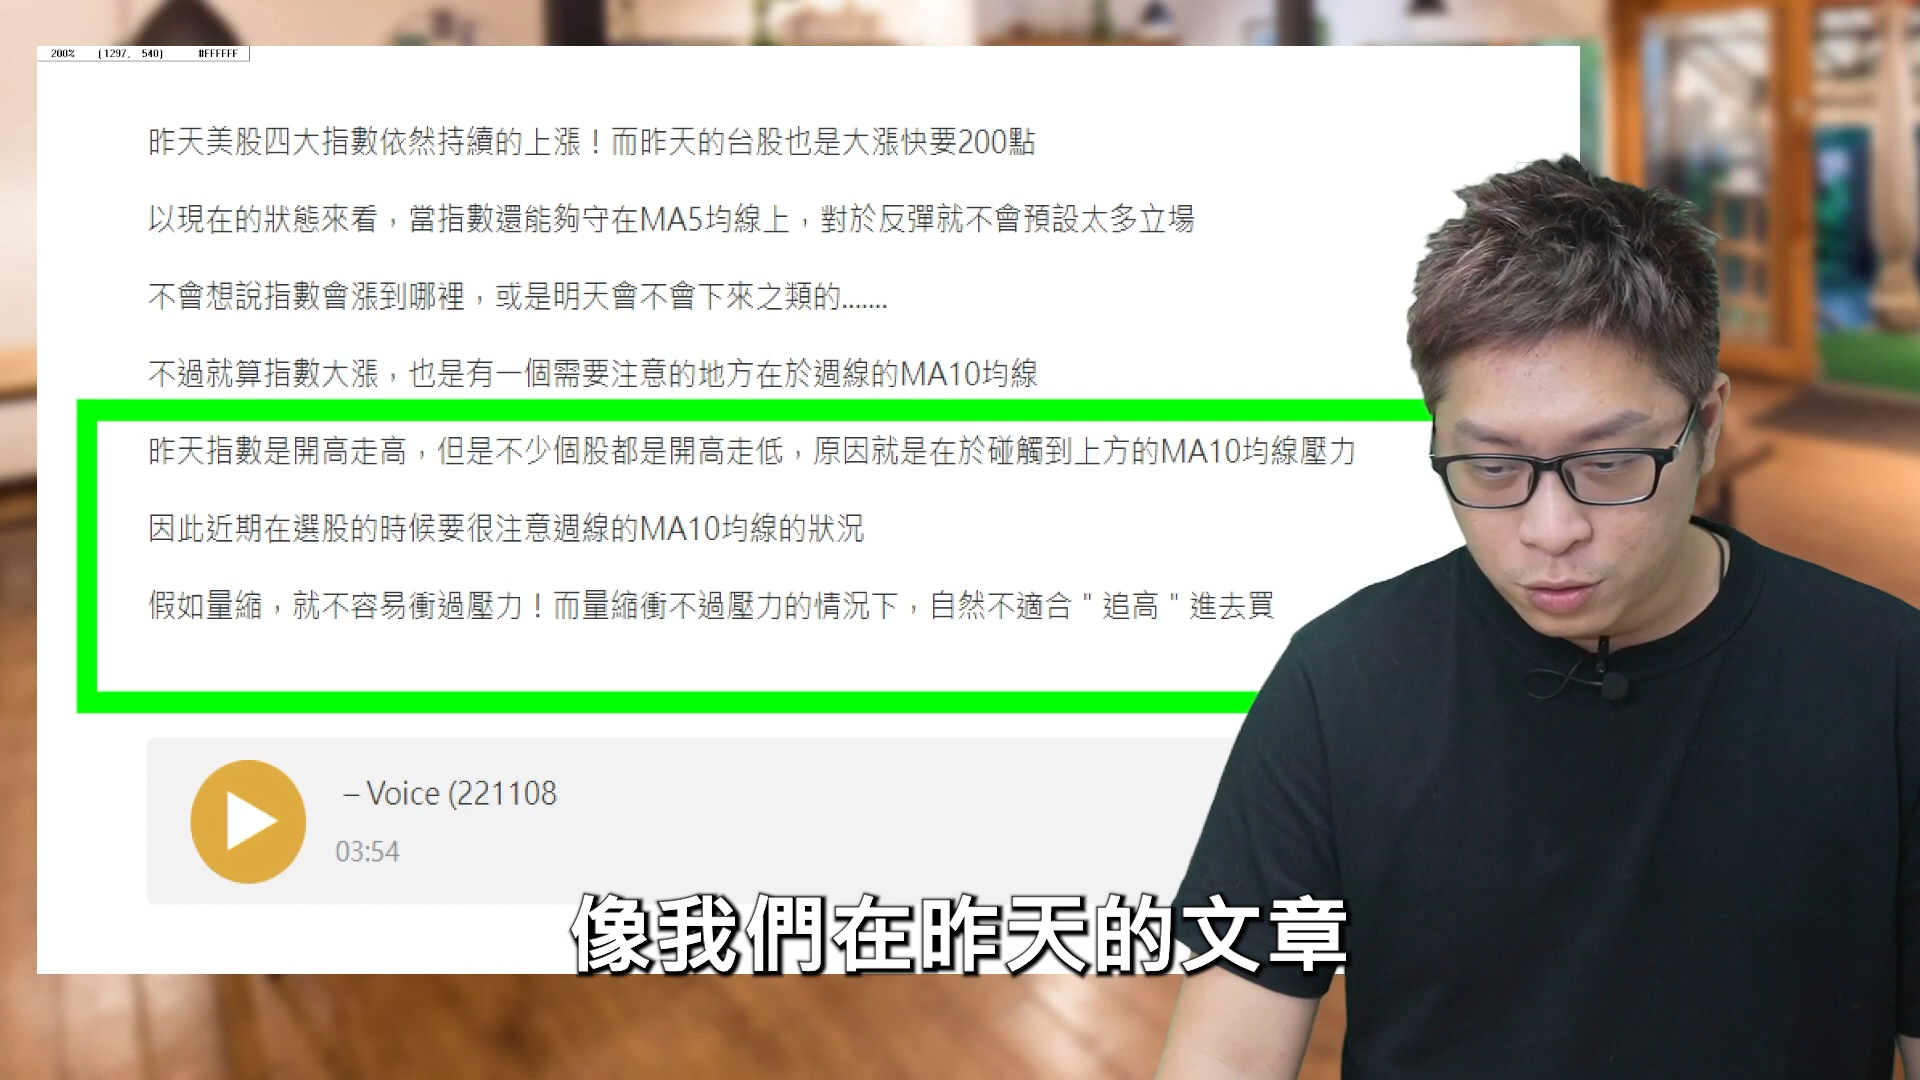 200% (1297, 540) #FFFFFF
昨天美股四大指數依然持續的上漲！而昨天的台股也是大漲快要200點
以現在的狀態來看，當指數還能夠守在MA5均線上，對於反彈就不會預設太多立場
不會想說指數會漲到哪裡，或是明天會不會下來之類的.......
不過就算指數大漲，也是有一個需要注意的地方在於週線的MA10均線
昨天指數是開高走高，但是不少個股都是開高走低，原因就是在於碰觸到上方的MA10均線壓力
因此近期在選股的時候要很注意週線的MA10均線的狀況
假如量縮，就不容易衝過壓力！而量縮衝不過壓力的情況下，自然不適合＂追高＂進去買
– Voice (221108
03:54
像我們在昨天的文章